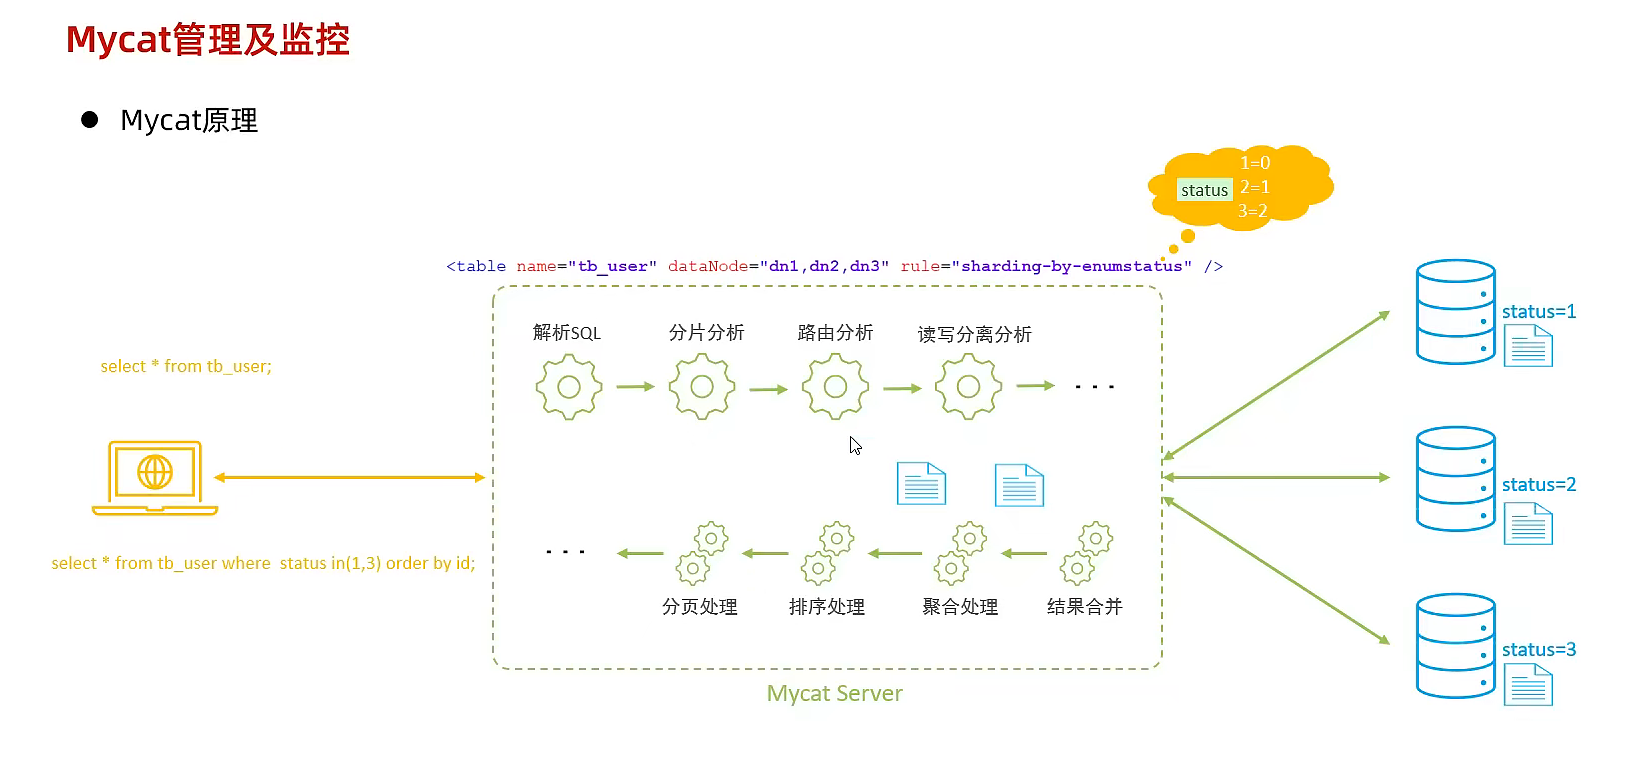 Mycat管理及监控
● Mycat原理
1=0
status 2=1
3=2
<table name="tb_user" dataNode="dn1,dn2,dn3" rule="sharding-by-enumstatus" />
解析SQL 分片分析 路由分析 读写分离分析
...
select * from tb_user;
select * from tb_user where status in(1,3) order by id;
...
分页处理 排序处理 聚合处理 结果合并
Mycat Server
status=1
status=2
status=3